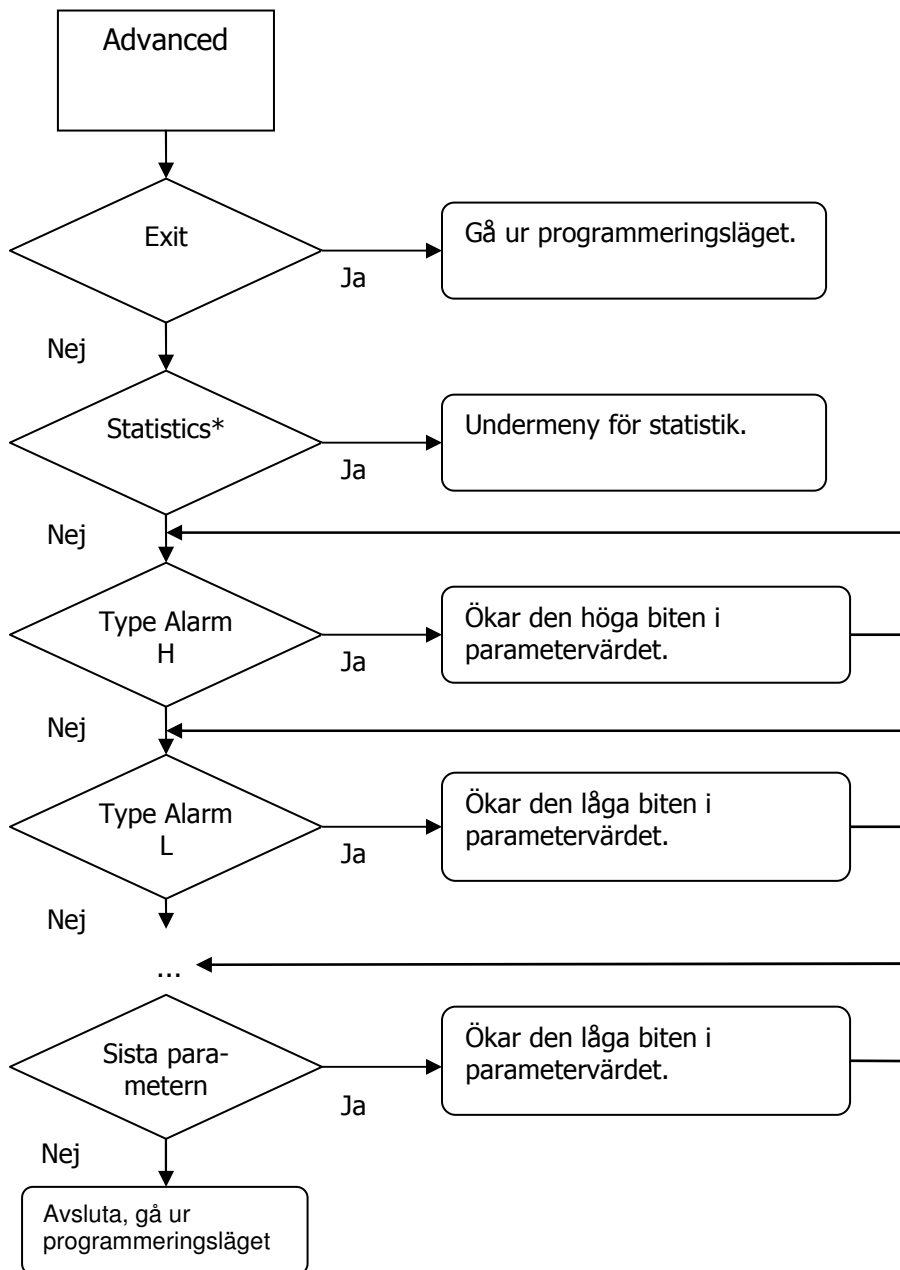 Advanced
Exit
Ja
Gå ur programmeringsläget.
Nej
Statistics*
Ja
Undermeny för statistik.
Nej
Type Alarm
H
Ja
Ökar den höga biten i
parametervärdet.
Nej
Type Alarm
L
Ja
Ökar den låga biten i
parametervärdet.
Nej
...
Sista para-
metern
Ja
Ökar den låga biten i
parametervärdet.
Nej
Avsluta, gå ur
programmeringsläget